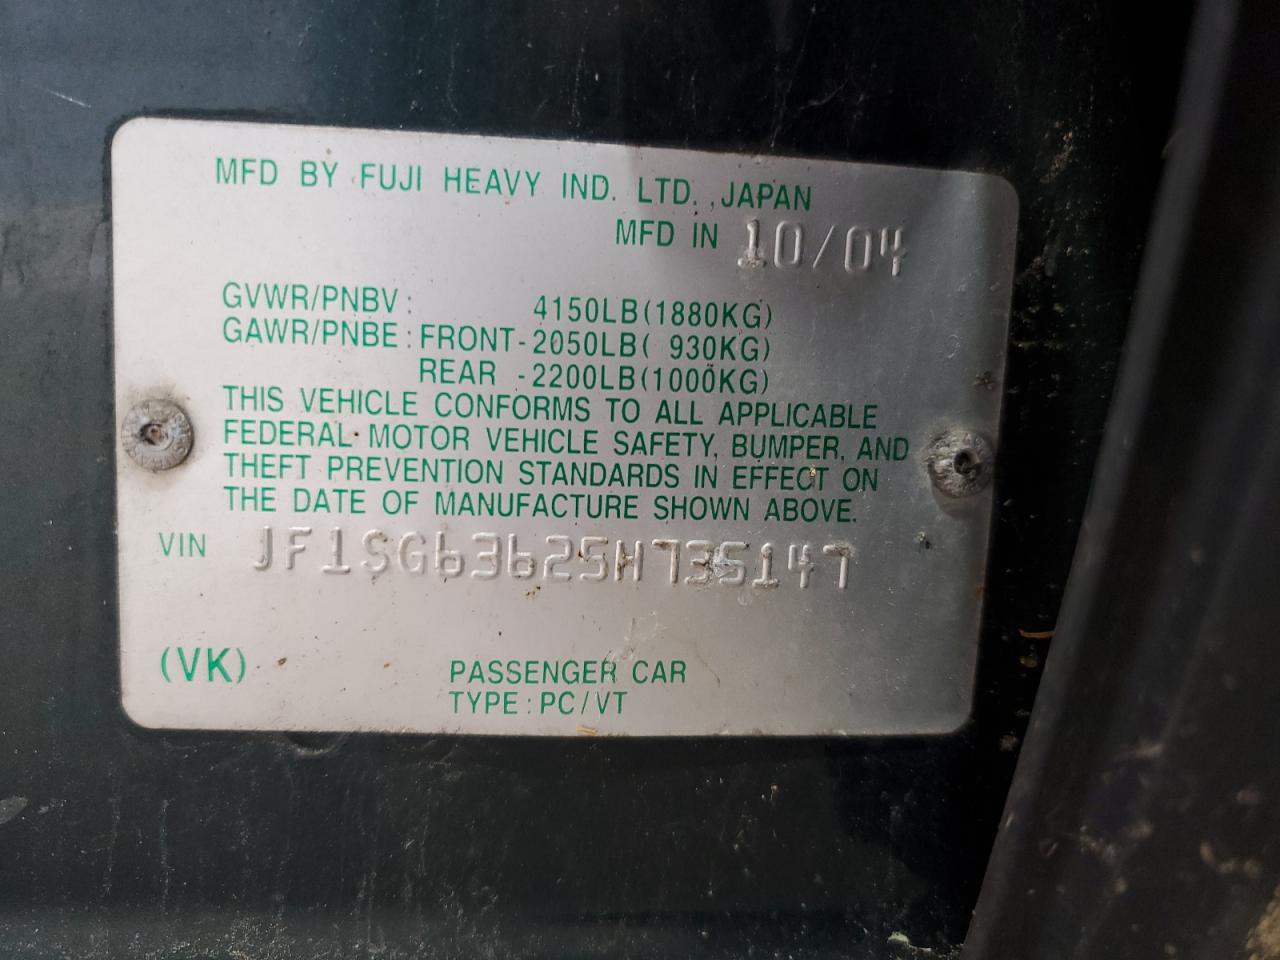 MFD BY FUJI HEAVY IND. LTD. ,JAPAN
MFD IN 10/04
GVWR/PNBV : 4150LB(1880KG)
GAWR/PNBE : FRONT-2050LB( 930KG)
REAR -2200LB(1000KG)
THIS VEHICLE CONFORMS TO ALL APPLICABLE
FEDERAL MOTOR VEHICLE SAFETY, BUMPER, AND
THEFT PREVENTION STANDARDS IN EFFECT ON
THE DATE OF MANUFACTURE SHOWN ABOVE.
VIN JF1SG63625H735147
(VK) PASSENGER CAR
TYPE : PC/VT